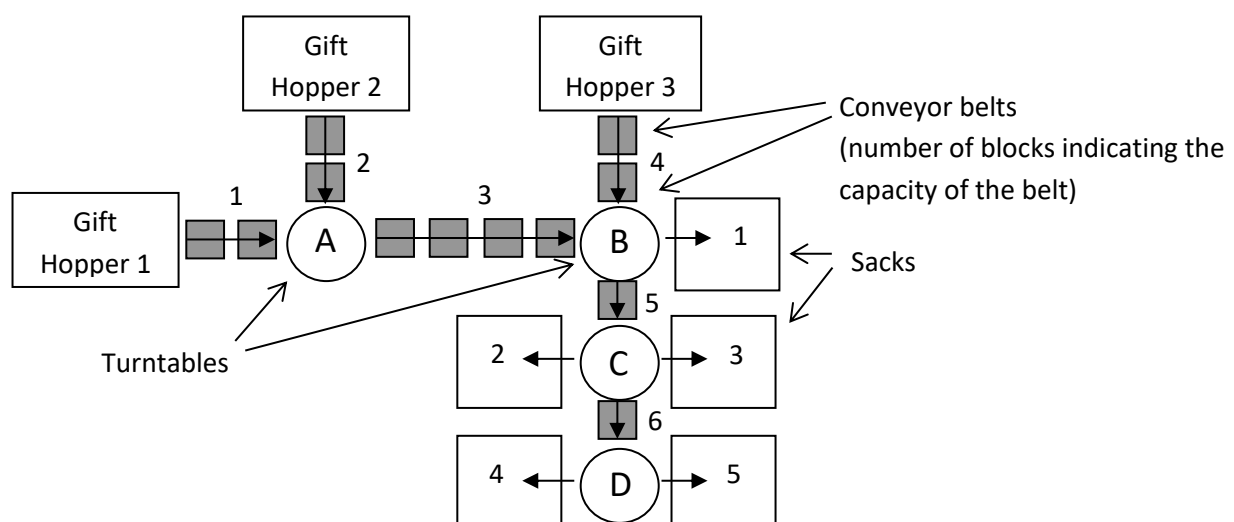 Gift
Hopper 2
Gift
Hopper 3
Conveyor belts
(number of blocks indicating the
capacity of the belt)
2
4
1
3
Gift
Hopper 1
A
B
1
Sacks
5
Turntables
2
C
3
6
4
D
5